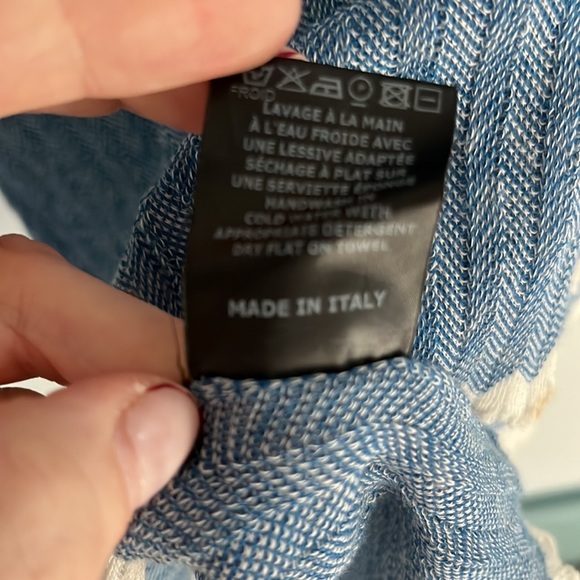 FROID
LAVAGE À LA MAIN
À L'EAU FROIDE AVEC
UNE LESSIVE ADAPTÉE
SÉCHAGE À PLAT SUR
UNE SERVIETTE ÉPONGE
HANDWASH IN
COLD WATER WITH
APPROPRIATE DETERGENT
DRY FLAT ON TOWEL
MADE IN ITALY